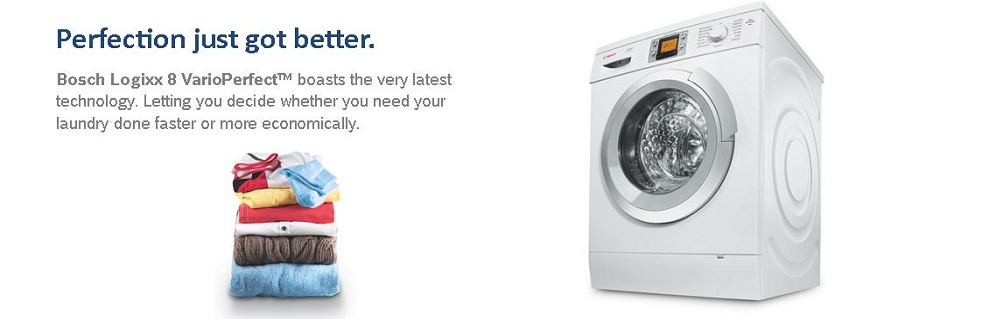 Perfection just got better.
Bosch Logixx 8 VarioPerfect™ boasts the very latest
technology. Letting you decide whether you need your
laundry done faster or more economically.